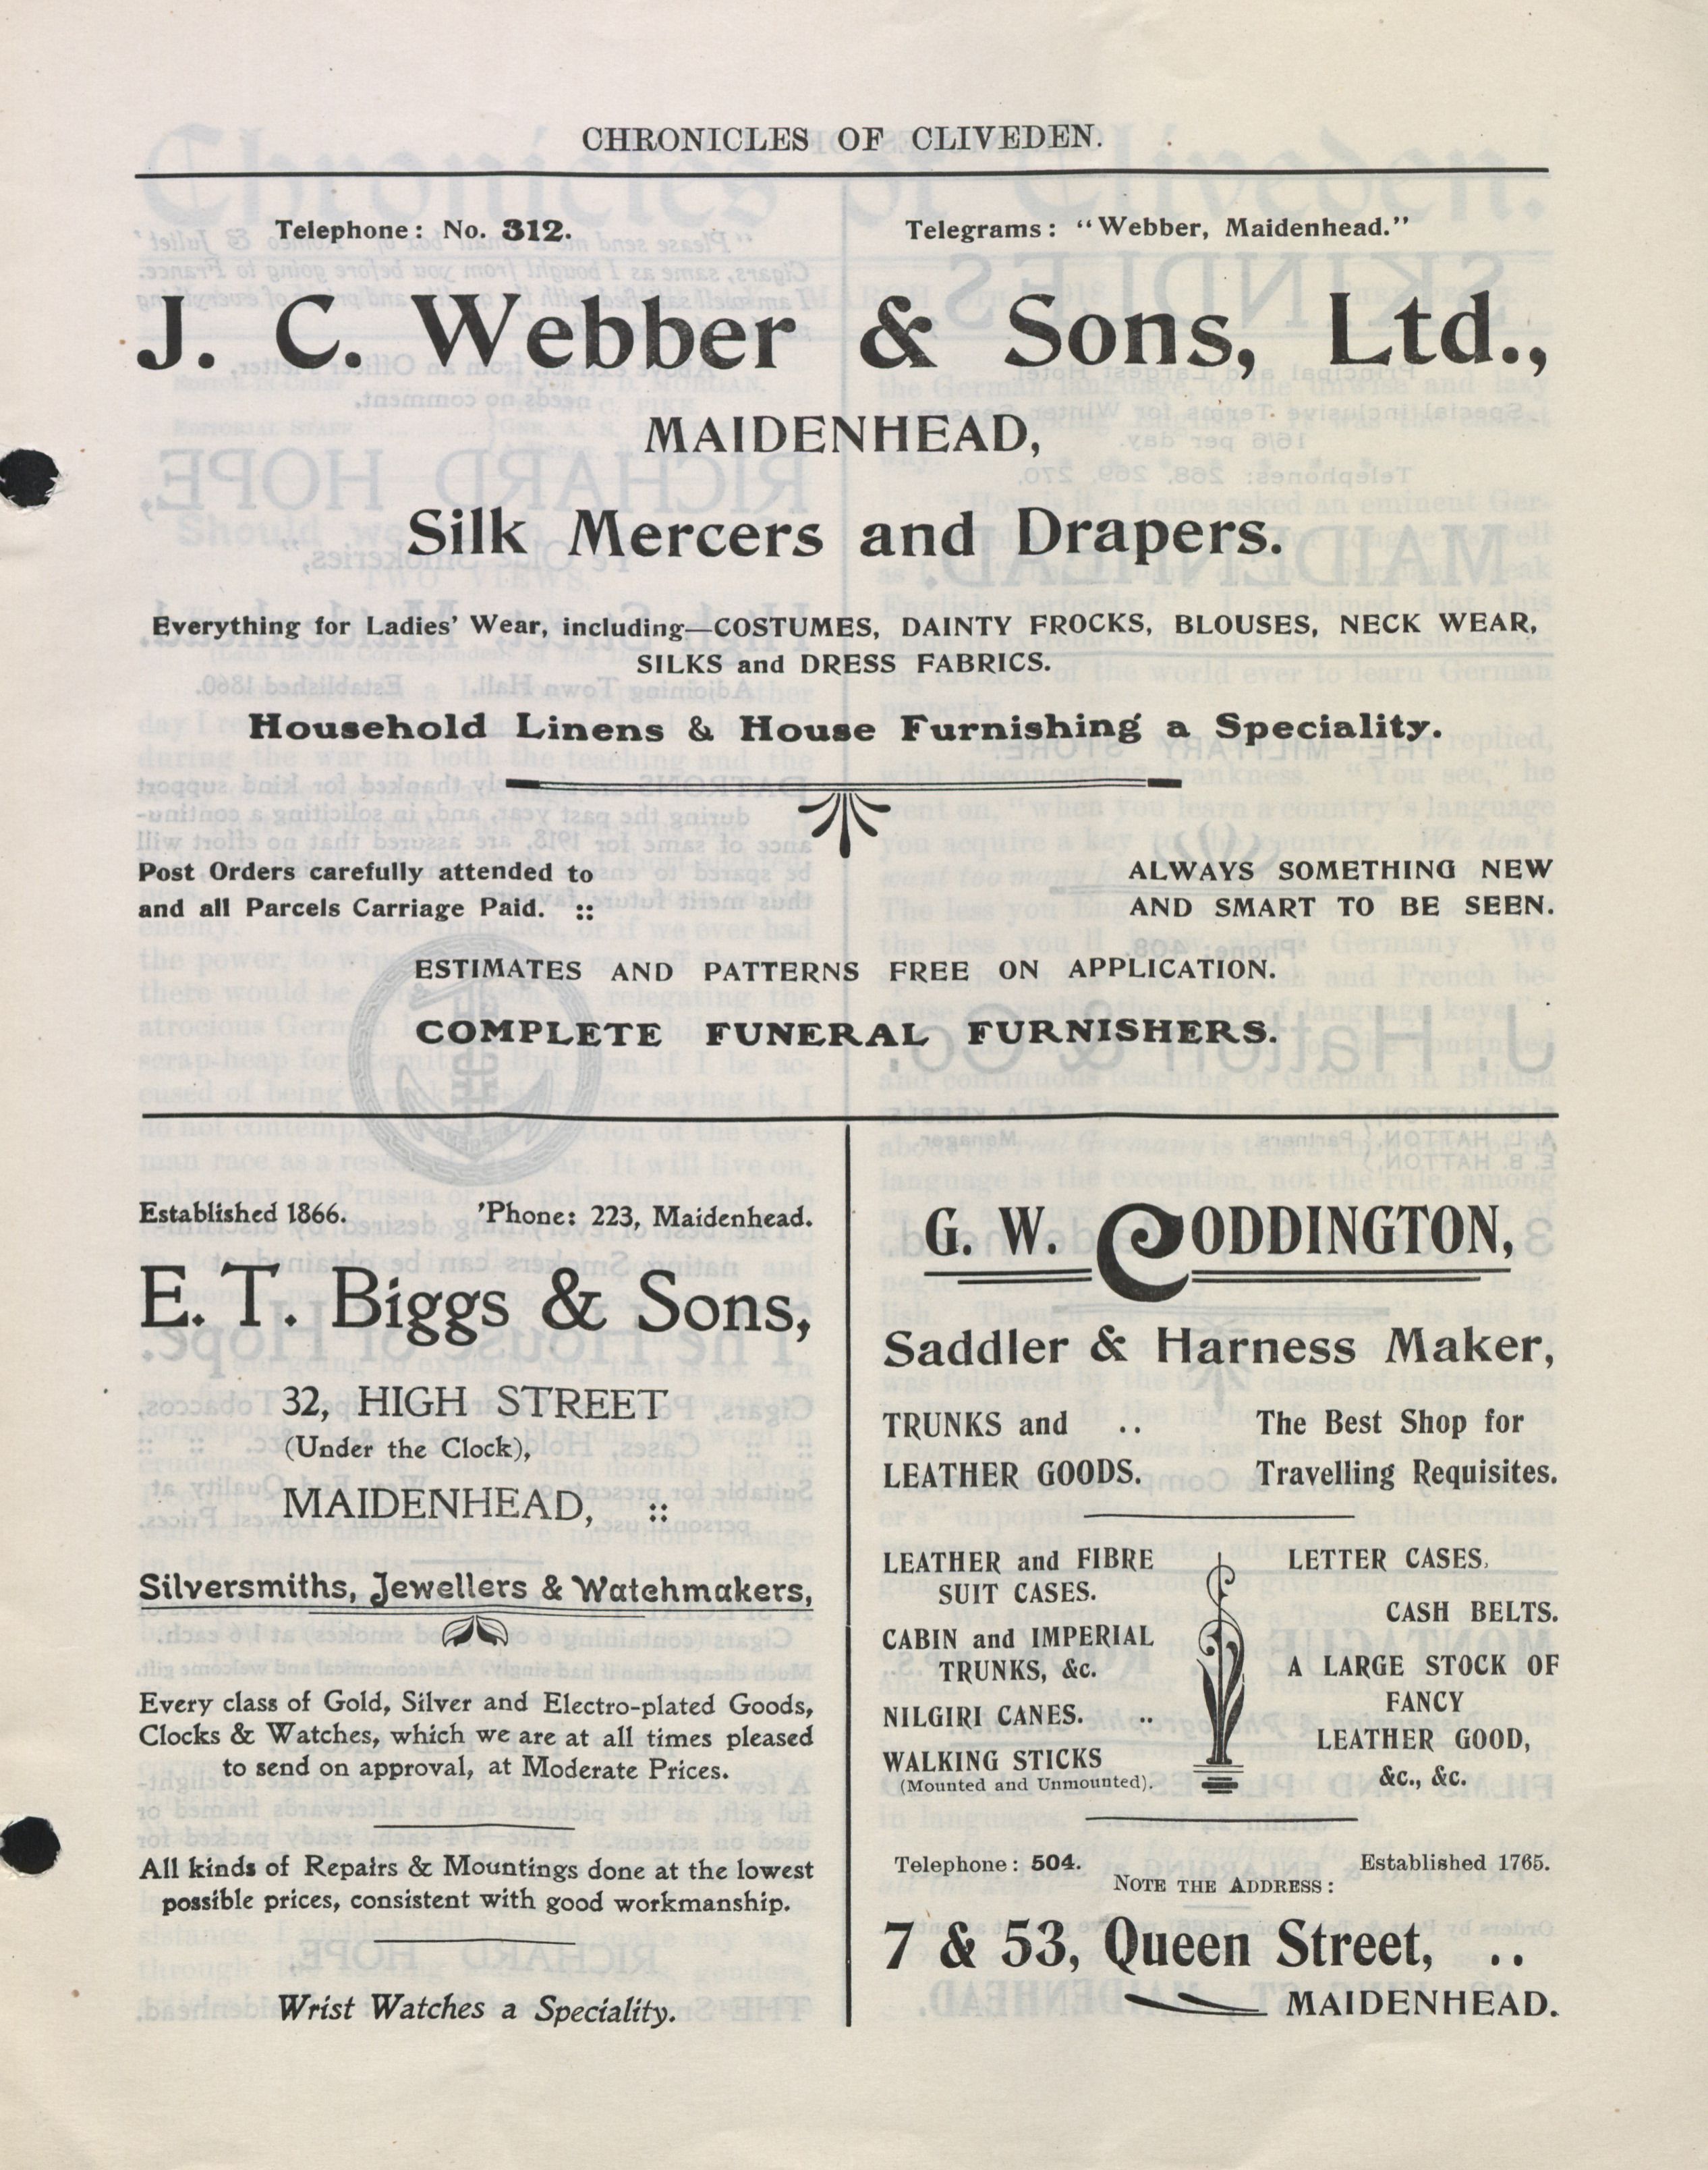 CHRONICLES OF CLIVEDEN.
Telephone: No. 312.
Telegrams: "Webber, Maidenhead."
J. C. Webber & Sons, Ltd.,
MAIDENHEAD,
Silk Mercers and Drapers.
Everything for Ladies' Wear, including—COSTUMES, DAINTY FROCKS, BLOUSES, NECK WEAR,
SILKS and DRESS FABRICS.
Household Linens & House Furnishing a Speciality.
Post Orders carefully attended to
and all Parcels Carriage Paid. ::
ALWAYS SOMETHING NEW
AND SMART TO BE SEEN.
ESTIMATES AND PATTERNS FREE ON APPLICATION.
COMPLETE FUNERAL FURNISHERS.
Established 1866. 'Phone: 223, Maidenhead.
E. T. Biggs & Sons,
32, HIGH STREET
(Under the Clock),
MAIDENHEAD, ::
Silversmiths, Jewellers & Watchmakers,
Every class of Gold, Silver and Electro-plated Goods,
Clocks & Watches, which we are at all times pleased
to send on approval, at Moderate Prices.
All kinds of Repairs & Mountings done at the lowest
possible prices, consistent with good workmanship.
Wrist Watches a Speciality.
G. W. CODDINGTON,
Saddler & Harness Maker,
TRUNKS and ..
LEATHER GOODS.
The Best Shop for
Travelling Requisites.
LEATHER and FIBRE
SUIT CASES.
CABIN and IMPERIAL
TRUNKS, &c.
NILGIRI CANES. ..
WALKING STICKS
(Mounted and Unmounted).
LETTER CASES,
CASH BELTS.
A LARGE STOCK OF
FANCY
LEATHER GOOD,
&c., &c.
Telephone: 504. Established 1765.
NOTE THE ADDRESS:
7 & 53, Queen Street, ..
MAIDENHEAD.